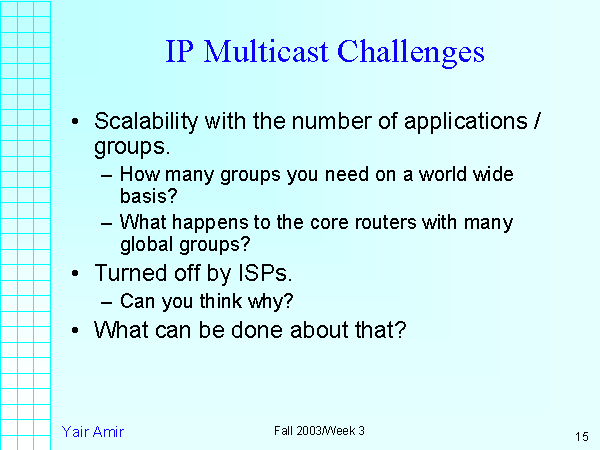 IP Multicast Challenges
• Scalability with the number of applications /
groups.
– How many groups you need on a world wide
basis?
– What happens to the core routers with many
global groups?
• Turned off by ISPs.
– Can you think why?
• What can be done about that?
Yair Amir
Fall 2003/Week 3
15